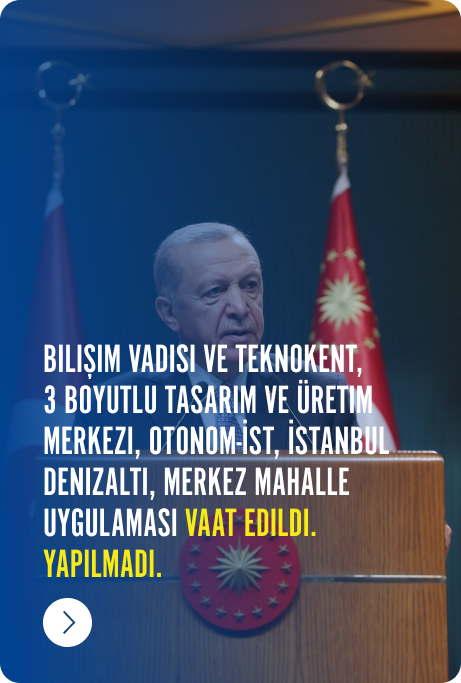 BILIŞIM VADISI VE TEKNOKENT,
3 BOYUTLU TASARIM VE ÜRETIM
MERKEZI, OTONOM-İST, İSTANBUL
DENIZALTI, MERKEZ MAHALLE
UYGULAMASI VAAT EDILDI.
YAPILMADI.